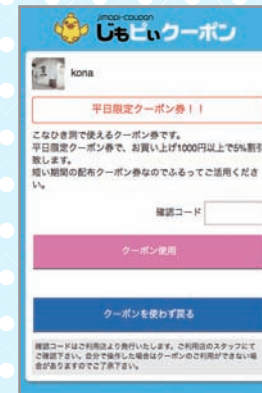 jimopi-coupon
じもピぃクーポン
kona
平日限定クーポン券！！
こなひき渕で使えるクーポン券です。
平日限定クーポン券で、お買い上げ1000円以上で5%割引
致します。
短い期間の配布クーポン券なのでふるってご活用くださ
い。
確認コード
クーポン使用
クーポンを使わず戻る
確認コードはご利用店より発行いたします。ご利用店のスタッフにて
ご確認下さい。自分で操作した場合はクーポンのご利用ができない場
合がありますのでご了承下さい。